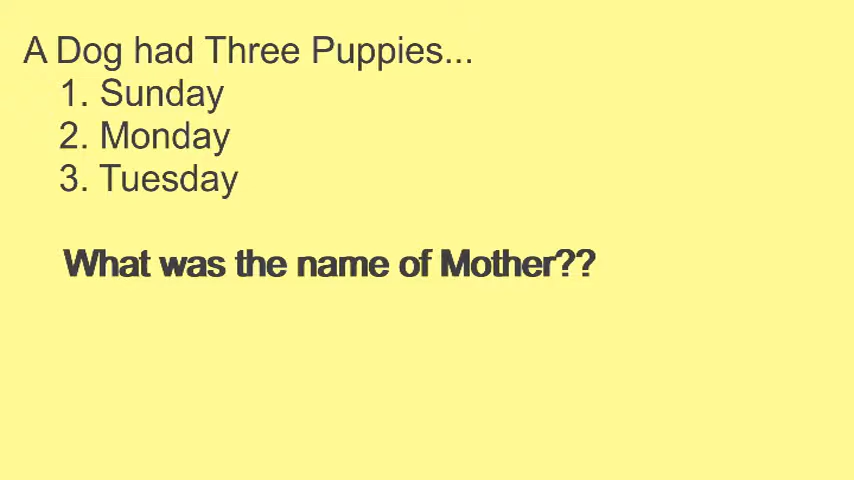 A Dog had Three Puppies...
1. Sunday
2. Monday
3. Tuesday
What was the name of Mother??